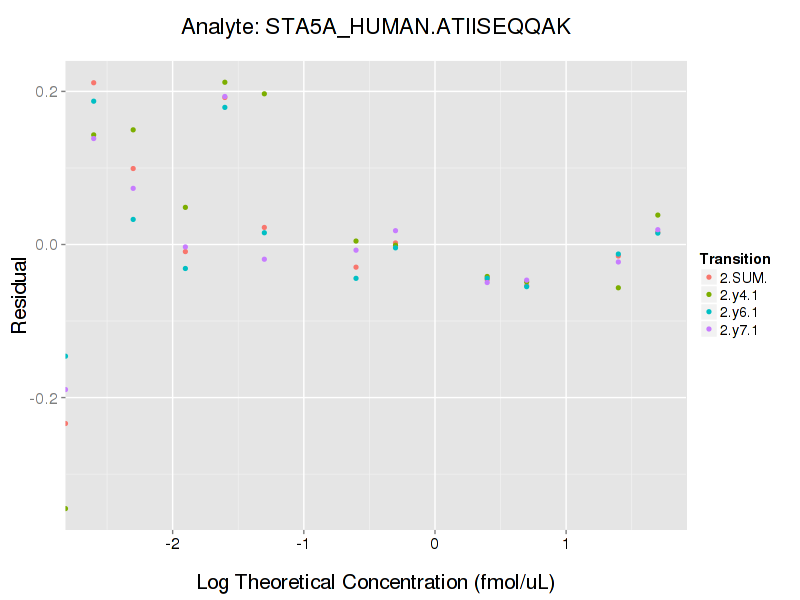 Analyte: STA5A_HUMAN.ATIISEQQAK
0.2
0.0
-0.2
Residual
-2
-1
0
1
Log Theoretical Concentration (fmol/uL)
Transition
2.SUM.
2.y4.1
2.y6.1
2.y7.1